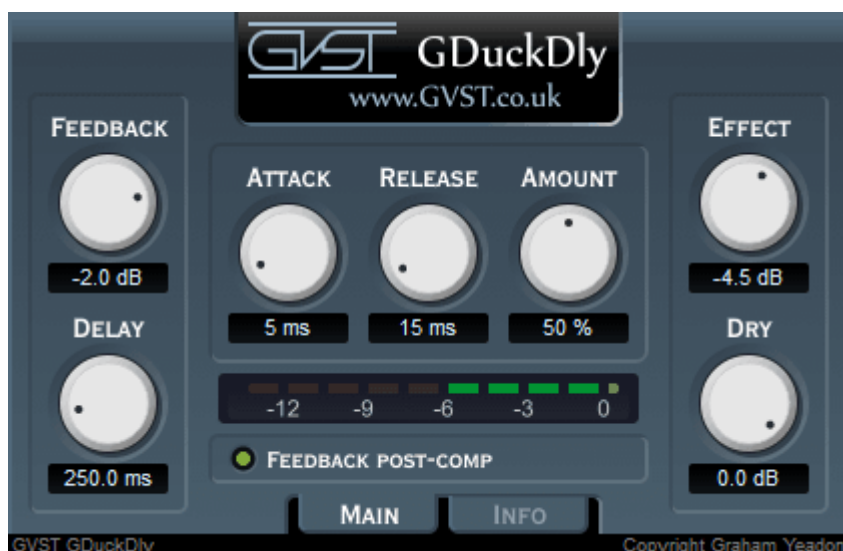 GVST GDuckDly
www.GVST.co.uk
FEEDBACK
-2.0 dB
DELAY
250.0 ms
ATTACK RELEASE AMOUNT
5 ms 15 ms 50 %
-12 -9 -6 -3 0
FEEDBACK POST-COMP
EFFECT
-4.5 dB
DRY
0.0 dB
MAIN INFO
GVST GDuckDly Copyright Graham Yeadon